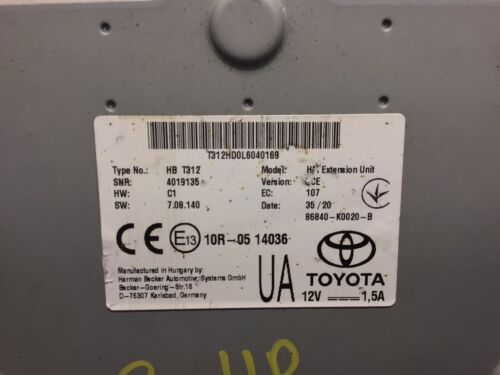 T312HD0L6040169
Type No.: HB T312 Model: Extension Unit
SNR: 4019135 Version:
HW: C1 EC: 107
SW: 7.08.140 Date: 35/20
86840-K0020-B
CE E13 10R-05 14036
Manufactured in Hungary by:
Harman Becker Automotive Systems GmbH
Becker-Goering-Str.16
D-76307 Karlsbad, Germany
UA
TOYOTA
12V 1,5A